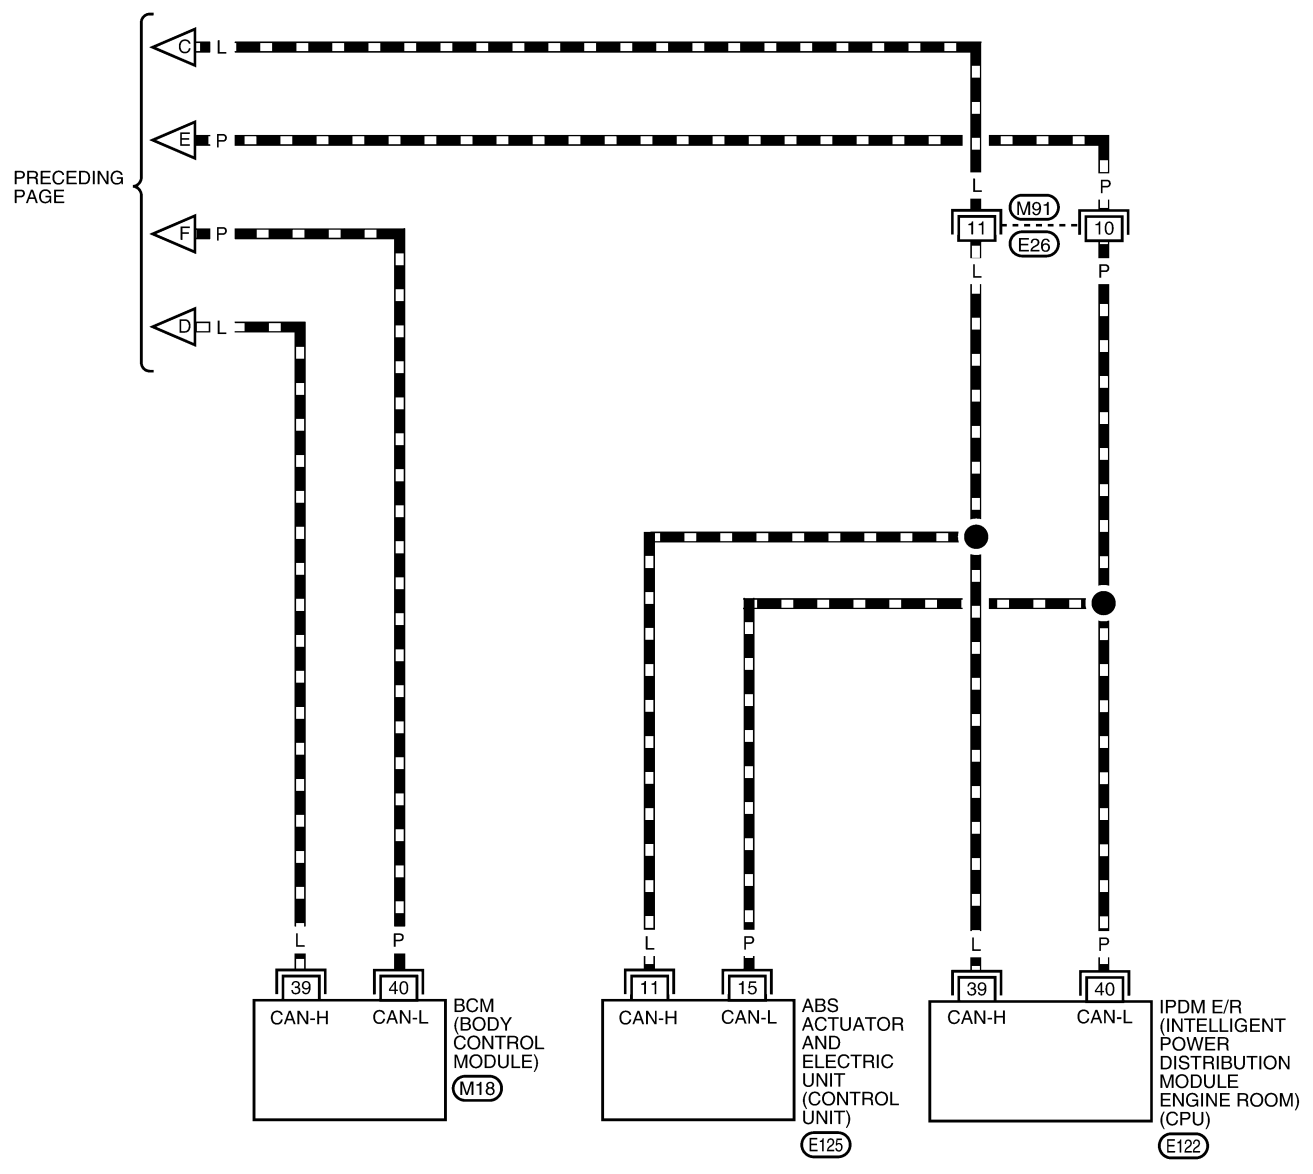 C L
E P
PRECEDING
PAGE
L
P
M91
11
10
F P
E26
L
P
D L
L
P
L
P
L
P
39
40
11
15
39
40
CAN-H
CAN-L
BCM
(BODY
CONTROL
MODULE)
M18
CAN-H
CAN-L
ABS
ACTUATOR
AND
ELECTRIC
UNIT
(CONTROL
UNIT)
E125
CAN-H
CAN-L
IPDM E/R
(INTELLIGENT
POWER
DISTRIBUTION
MODULE
ENGINE ROOM)
(CPU)
E122